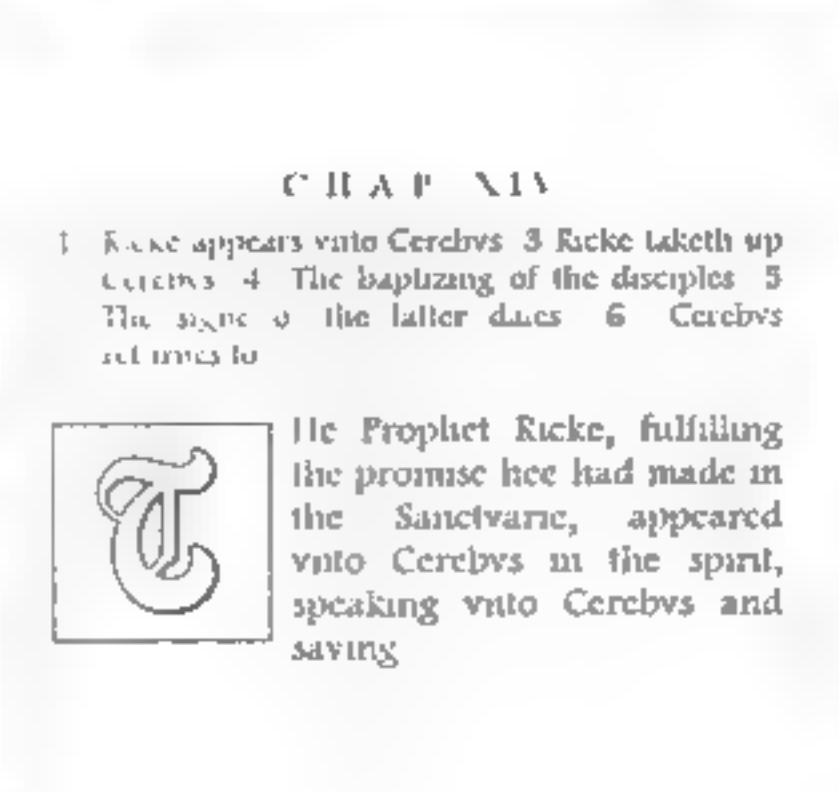 CHAP XIV
1 Ricke appears vnto Cerebvs 3 Ricke taketh up
Cerebvs 4 The baptizing of the disciples 5
The signe o the latter daies 6 Cerebvs
returnes to
THe Prophet Ricke, fulfilling
the promise hee had made in
the Sanctvarie, appeared
vnto Cerebvs in the spirit,
speaking vnto Cerebvs and
saying